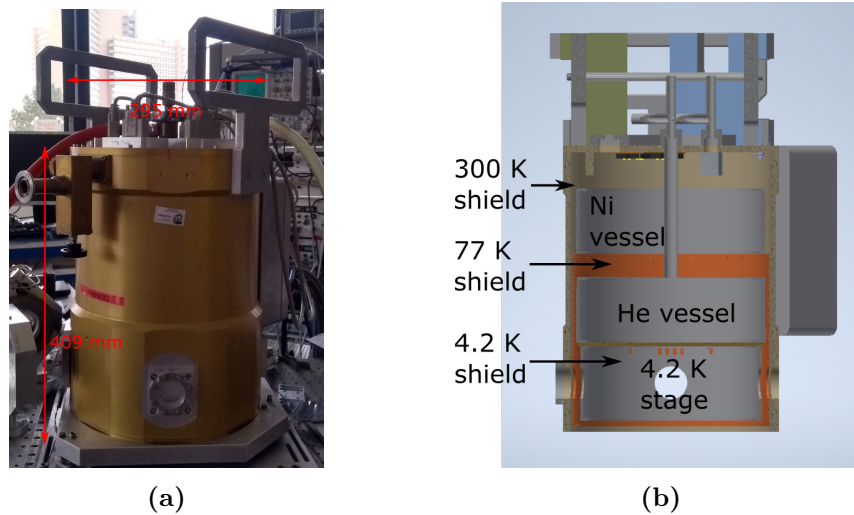 295 mm
409 mm
300 K
shield
Ni
vessel
77 K
shield
He vessel
4.2 K
shield
4.2 K
stage
(a)
(b)